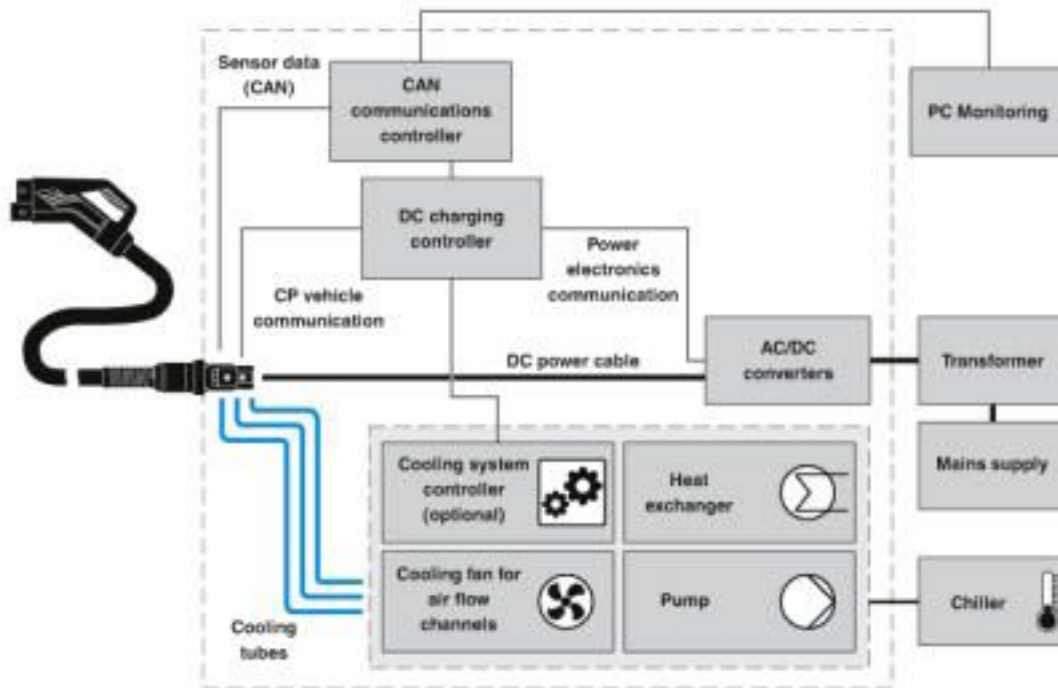 Sensor data
(CAN)
CAN
communications
controller
PC Monitoring
DC charging
controller
Power
electronics
communication
CP vehicle
communication
DC power cable
AC/DC
converters
Transformer
Mains supply
Cooling system
controller
(optional)
Heat
exchanger
Cooling fan for
air flow
channels
Pump
Chiller
Cooling
tubes